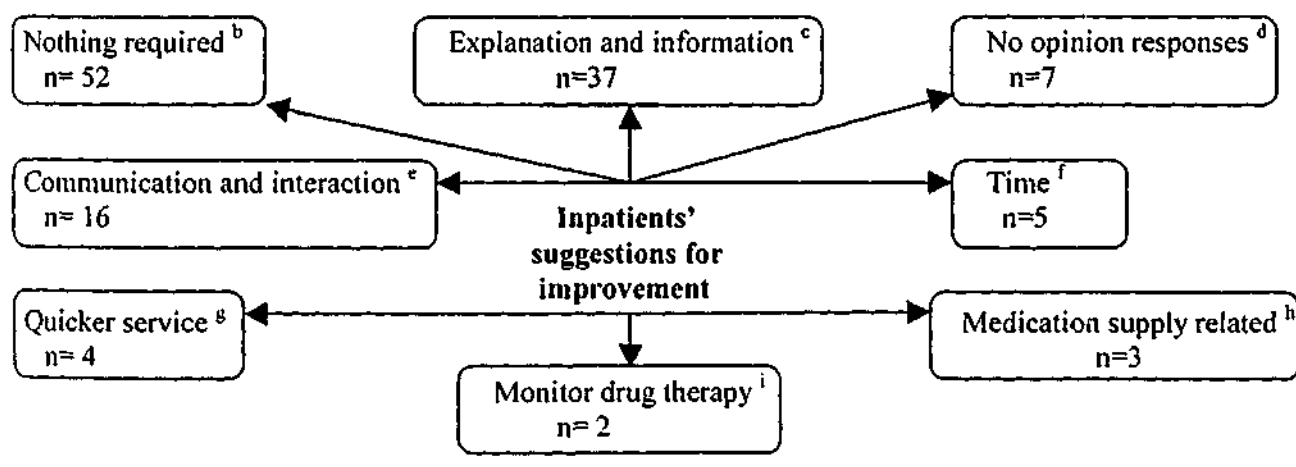 Nothing required b
n= 52
Explanation and information c
n=37
No opinion responses d
n=7
Communication and interaction e
n= 16
Time f
n=5
Inpatients'
suggestions for
improvement
Quicker service g
n= 4
Medication supply related h
n=3
Monitor drug therapy i
n= 2